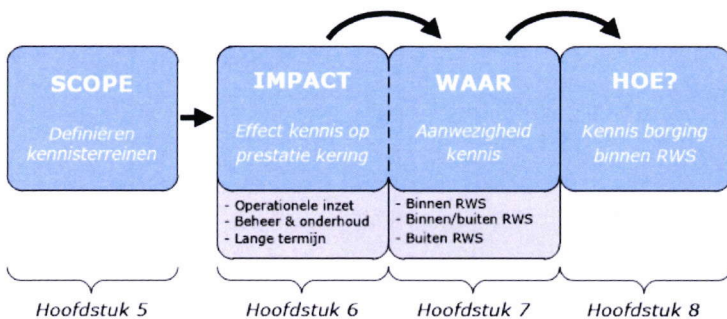 SCOPE
Definiëren
kennisterreinen
IMPACT
Effect kennis op
prestatie kering
- Operationele inzet
- Beheer & onderhoud
- Lange termijn
WAAR
Aanwezigheid
kennis
- Binnen RWS
- Binnen/buiten RWS
- Buiten RWS
HOE?
Kennis borging
binnen RWS
Hoofdstuk 5
Hoofdstuk 6
Hoofdstuk 7
Hoofdstuk 8